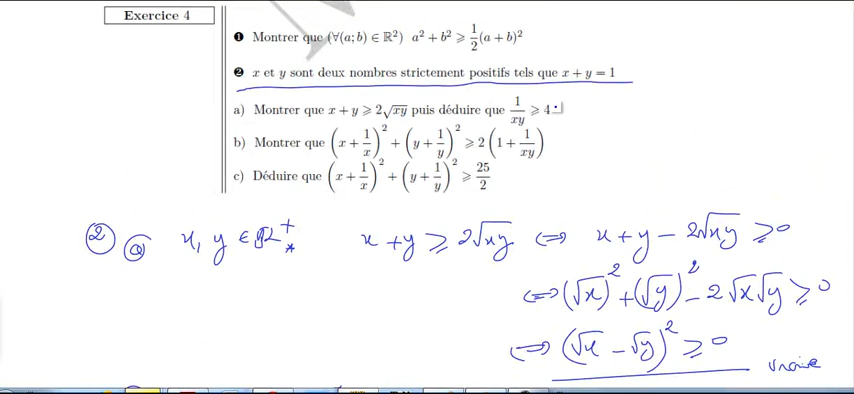 Exercice 4
❶ Montrer que (∀(a; b) ∈ ℝ²) a² + b² ⩾ 1/2 (a + b)²
❷ x et y sont deux nombres strictement positifs tels que x + y = 1
a) Montrer que x + y ⩾ 2√xy puis déduire que 1/xy ⩾ 4
b) Montrer que (x + 1/x)² + (y + 1/y)² ⩾ 2(1 + 1/xy)
c) Déduire que (x + 1/x)² + (y + 1/y)² ⩾ 25/2
② ⓐ x, y ∈ ℝ*⁺ x + y ⩾ 2√xy ⇔ x + y − 2√xy ⩾ 0
⇔ (√x)² + (√y)² − 2√x√y ⩾ 0
⇔ (√x − √y)² ⩾ 0
vraie